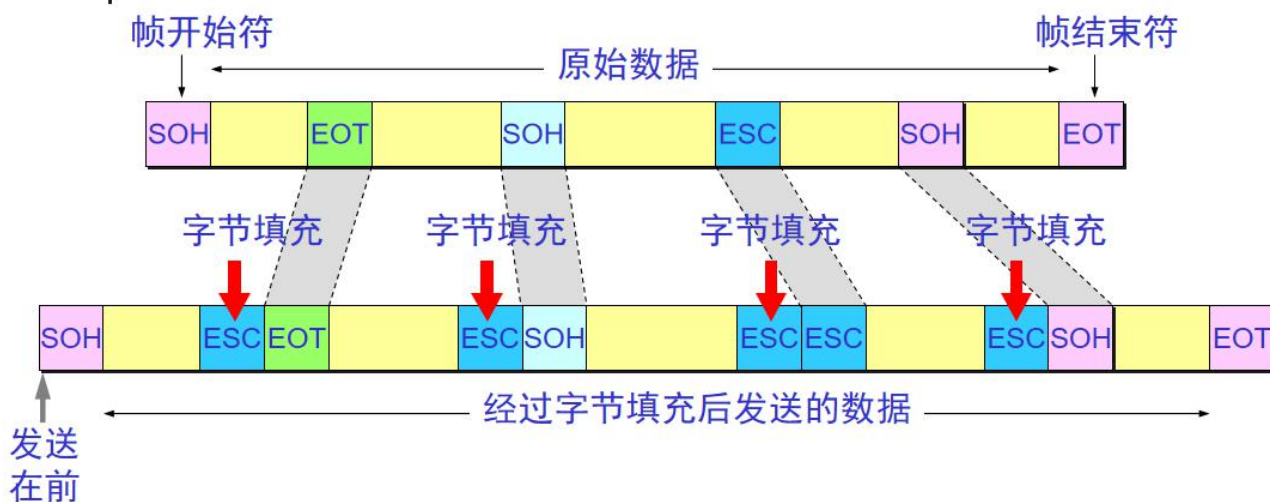 帧开始符
帧结束符
原始数据
SOH EOT SOH ESC SOH EOT
字节填充 字节填充 字节填充 字节填充
SOH ESC EOT ESC SOH ESC ESC ESC SOH EOT
经过字节填充后发送的数据
发送
在前